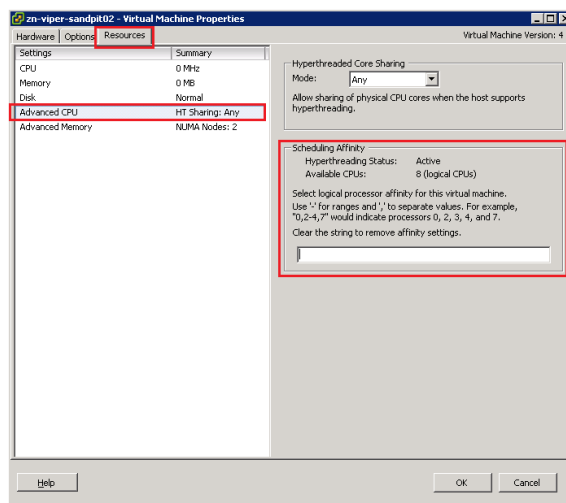 zn-viper-sandpit02 - Virtual Machine Properties
Hardware Options Resources Virtual Machine Version: 4
Settings Summary
CPU 0 MHz
Memory 0 MB
Disk Normal
Advanced CPU HT Sharing: Any
Advanced Memory NUMA Nodes: 2
Hyperthreaded Core Sharing
Mode: Any
Allow sharing of physical CPU cores when the host supports
hyperthreading.
Scheduling Affinity
Hyperthreading Status: Active
Available CPUs: 8 (logical CPUs)
Select logical processor affinity for this virtual machine.
Use '-' for ranges and ',' to separate values. For example,
"0,2-4,7" would indicate processors 0, 2, 3, 4, and 7.
Clear the string to remove affinity settings.
Help OK Cancel